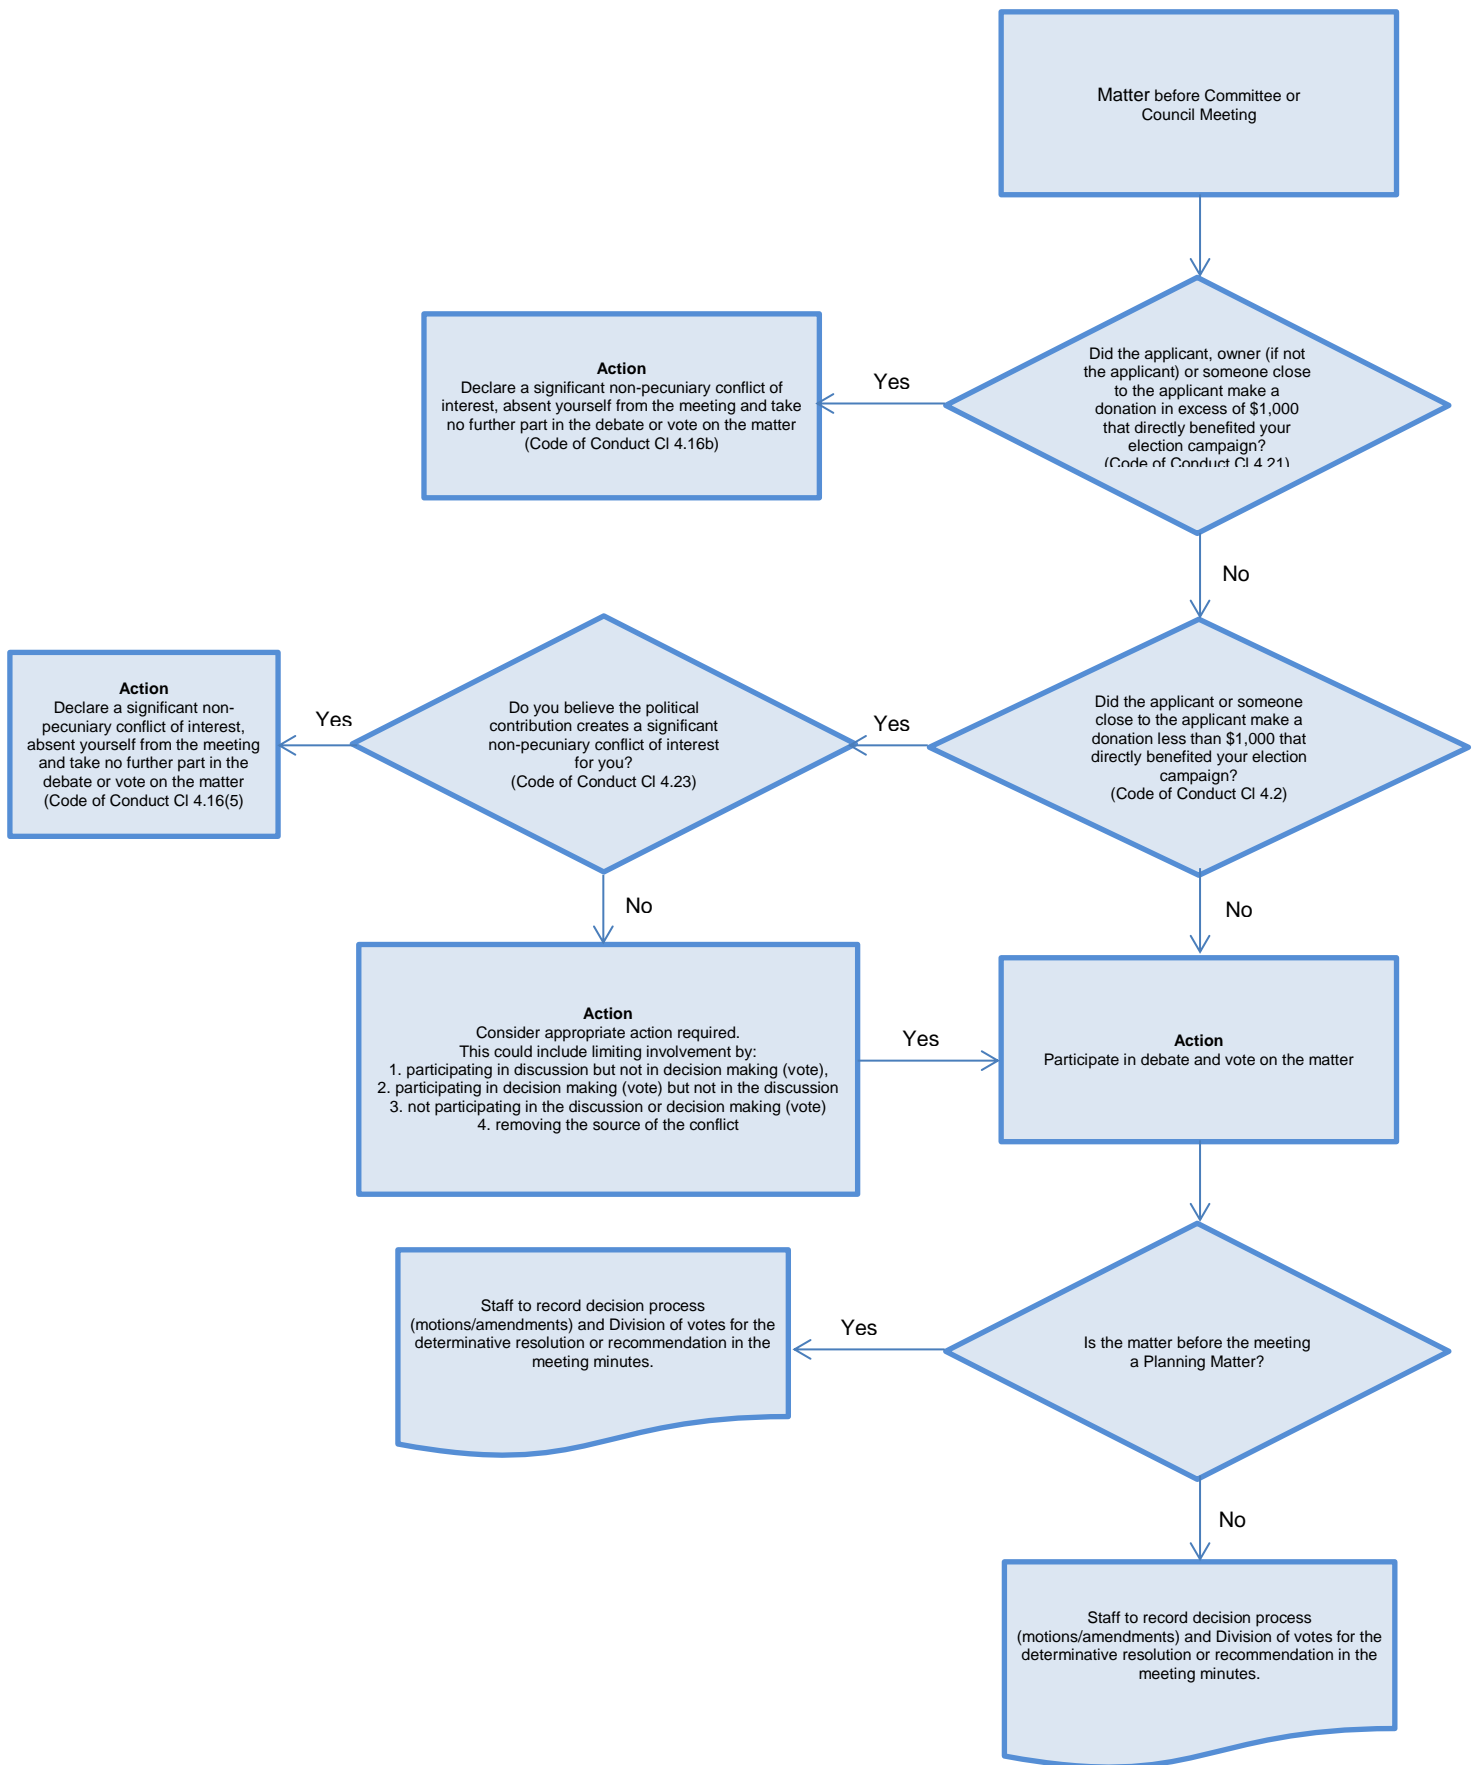 Matter before Committee or
Council Meeting
Did the applicant, owner (if not
the applicant) or someone close
to the applicant make a
donation in excess of $1,000
that directly benefited your
election campaign?
(Code of Conduct Cl 4.21)
Yes
Action
Declare a significant non-pecuniary conflict of
interest, absent yourself from the meeting and take
no further part in the debate or vote on the matter
(Code of Conduct Cl 4.16b)
No
Did the applicant or someone
close to the applicant make a
donation less than $1,000 that
directly benefited your election
campaign?
(Code of Conduct Cl 4.2)
Yes
Do you believe the political
contribution creates a significant
non-pecuniary conflict of interest
for you?
(Code of Conduct Cl 4.23)
Yes
Action
Declare a significant non-
pecuniary conflict of interest,
absent yourself from the meeting
and take no further part in the
debate or vote on the matter
(Code of Conduct Cl 4.16(5)
No
No
Action
Consider appropriate action required.
This could include limiting involvement by:
1. participating in discussion but not in decision making (vote),
2. participating in decision making (vote) but not in the discussion
3. not participating in the discussion or decision making (vote)
4. removing the source of the conflict
Yes
Action
Participate in debate and vote on the matter
Is the matter before the meeting
a Planning Matter?
Yes
Staff to record decision process
(motions/amendments) and Division of votes for the
determinative resolution or recommendation in the
meeting minutes.
No
Staff to record decision process
(motions/amendments) and Division of votes for the
determinative resolution or recommendation in the
meeting minutes.